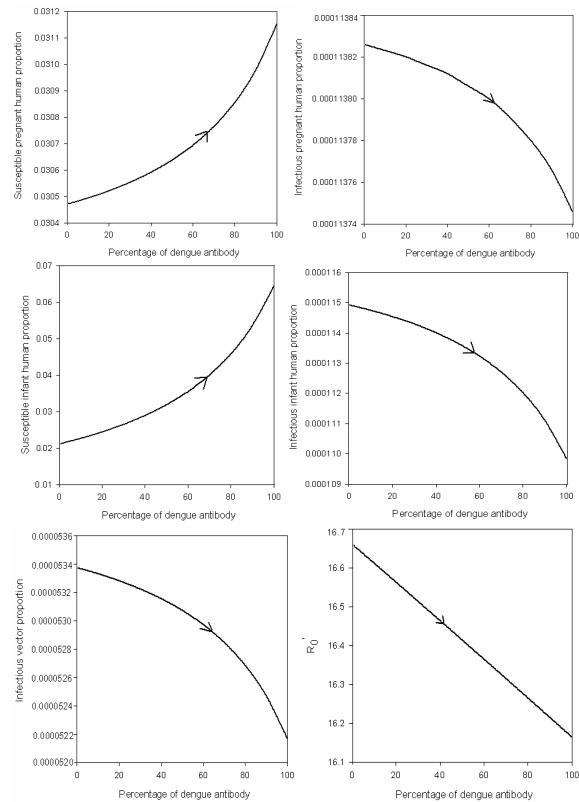 Susceptible pregnant human proportion
0.0312
0.0311
0.0310
0.0309
0.0308
0.0307
0.0306
0.0305
0.0304
0 20 40 60 80 100
Percentage of dengue antibody
Infectious pregnant human proportion
0.00011384
0.00011382
0.00011380
0.00011378
0.00011376
0.00011374
0 20 40 60 80 100
Percentage of dengue antibody
Susceptible infant human proportion
0.07
0.06
0.05
0.04
0.03
0.02
0.01
0 20 40 60 80 100
Percentage of dengue antibody
Infectious infant human proportion
0.000116
0.000115
0.000114
0.000113
0.000112
0.000111
0.000110
0.000109
0 20 40 60 80 100
Percentage of dengue antibody
Infectious vector proportion
0.0000536
0.0000534
0.0000532
0.0000530
0.0000528
0.0000526
0.0000524
0.0000522
0.0000520
0 20 40 60 80 100
Percentage of dengue antibody
R0'
16.7
16.6
16.5
16.4
16.3
16.2
16.1
0 20 40 60 80 100
Percentage of dengue antibody